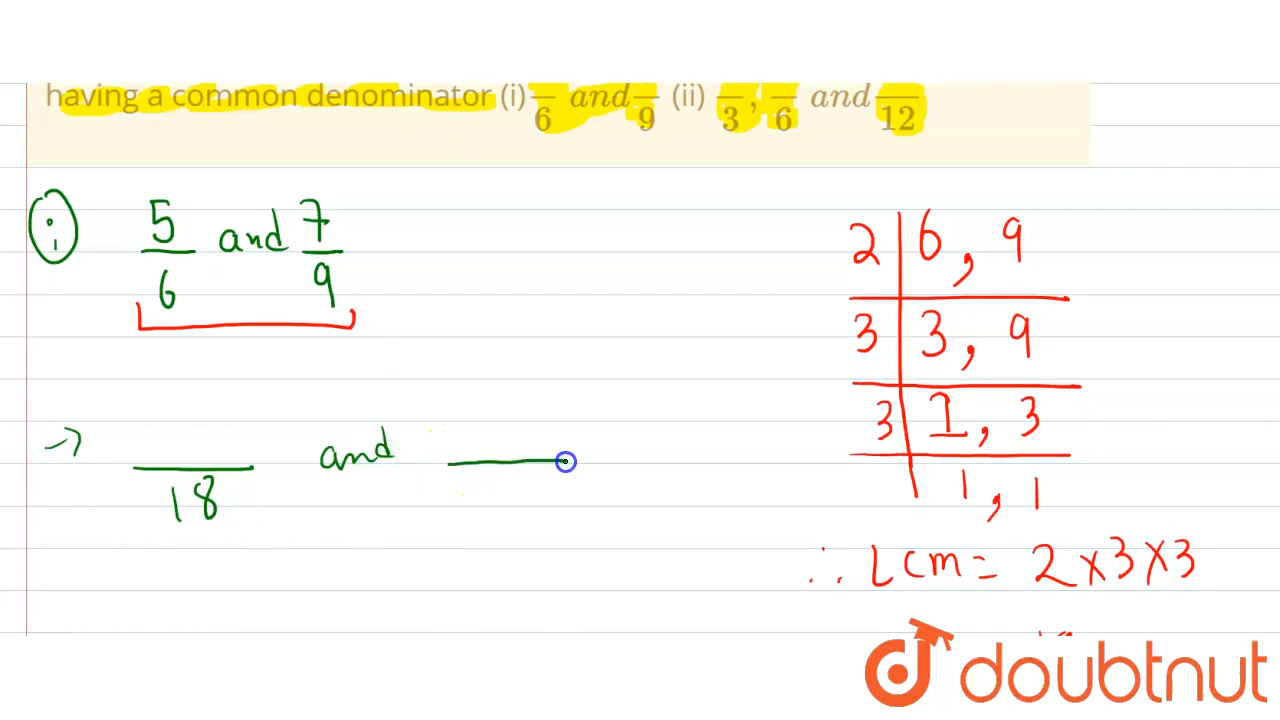 having a common denominator (i) /6 and /9 (ii) /3, /6 and /12
i 5/6 and 7/9
2 | 6, 9
3 | 3, 9
3 | 1, 3
1, 1
→ /18 and
∴ LCM = 2 × 3 × 3
doubtnut